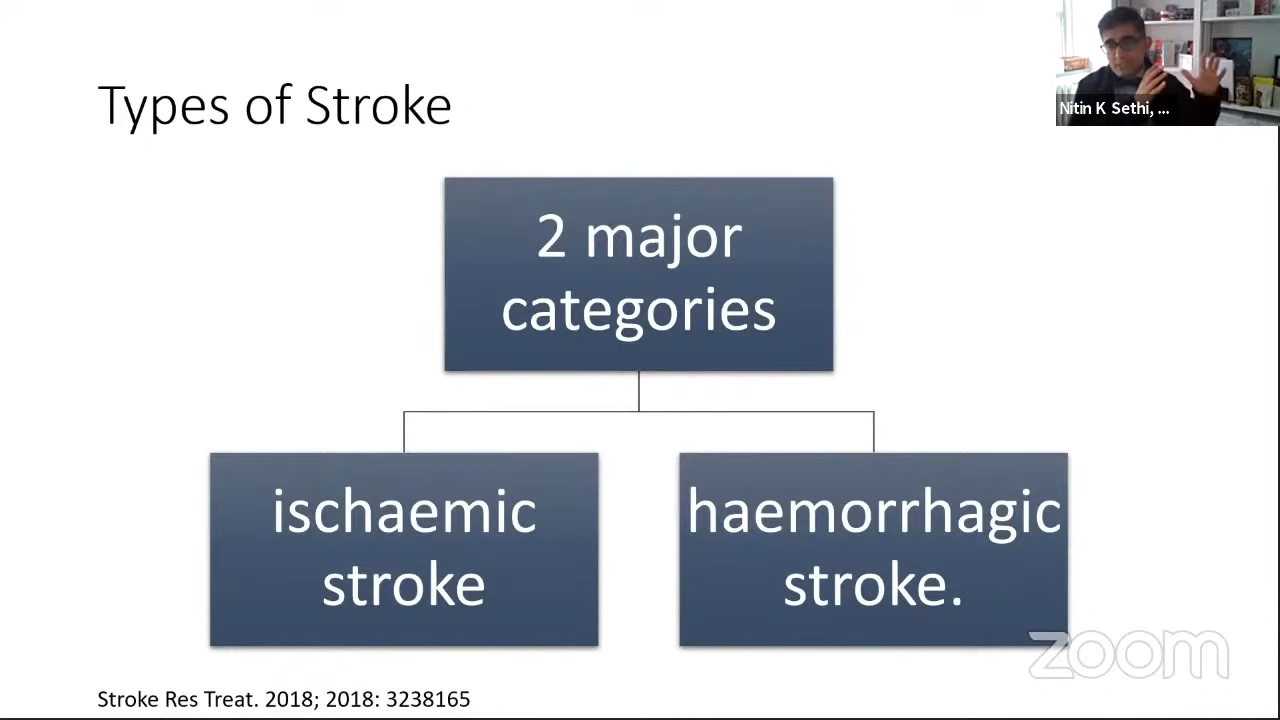 Types of Stroke
Nitin K Sethi, ...
2 major
categories
ischaemic
stroke
haemorrhagic
stroke.
zoom
Stroke Res Treat. 2018; 2018: 3238165